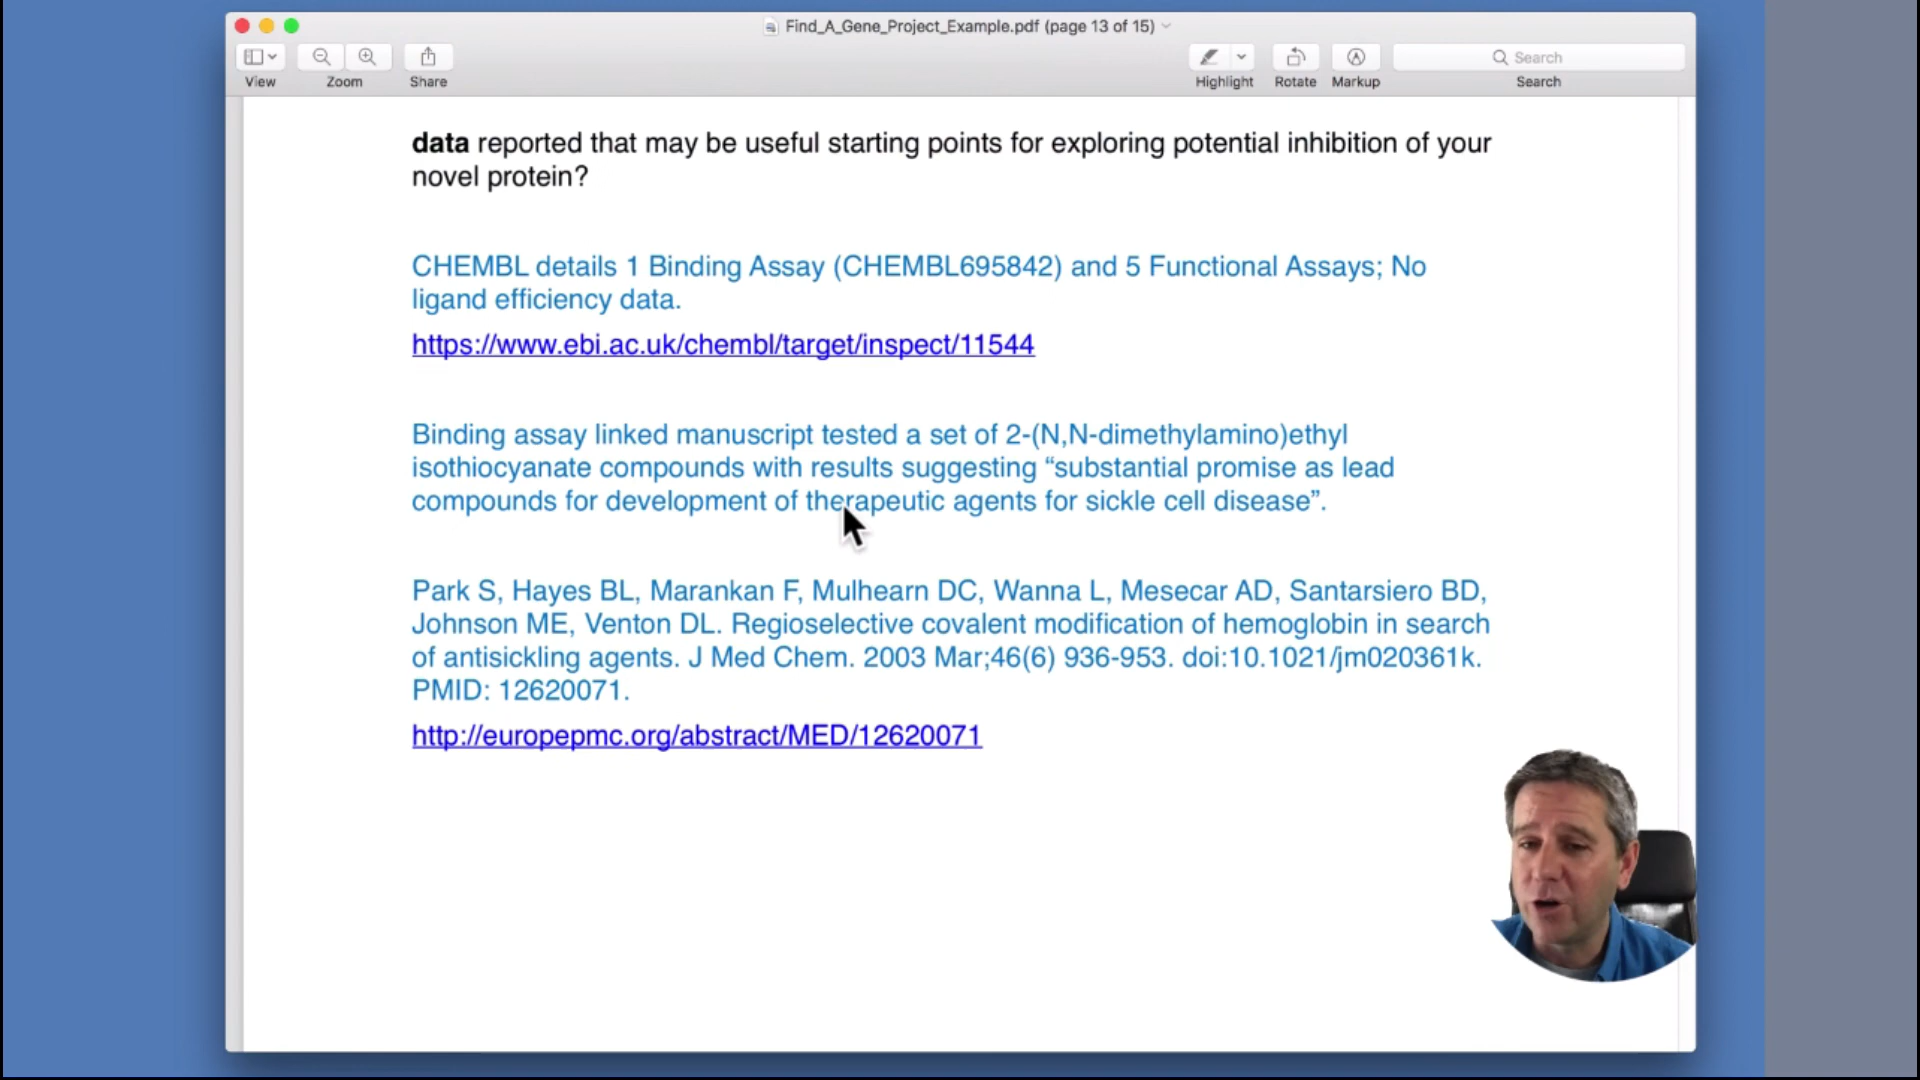 Find_A_Gene_Project_Example.pdf (page 13 of 15)
View
Zoom
Share
Highlight
Rotate
Markup
Search
Search
data reported that may be useful starting points for exploring potential inhibition of your
novel protein?
CHEMBL details 1 Binding Assay (CHEMBL695842) and 5 Functional Assays; No
ligand efficiency data.
https://www.ebi.ac.uk/chembl/target/inspect/11544
Binding assay linked manuscript tested a set of 2-(N,N-dimethylamino)ethyl
isothiocyanate compounds with results suggesting “substantial promise as lead
compounds for development of therapeutic agents for sickle cell disease”.
Park S, Hayes BL, Marankan F, Mulhearn DC, Wanna L, Mesecar AD, Santarsiero BD,
Johnson ME, Venton DL. Regioselective covalent modification of hemoglobin in search
of antisickling agents. J Med Chem. 2003 Mar;46(6) 936-953. doi:10.1021/jm020361k.
PMID: 12620071.
http://europepmc.org/abstract/MED/12620071